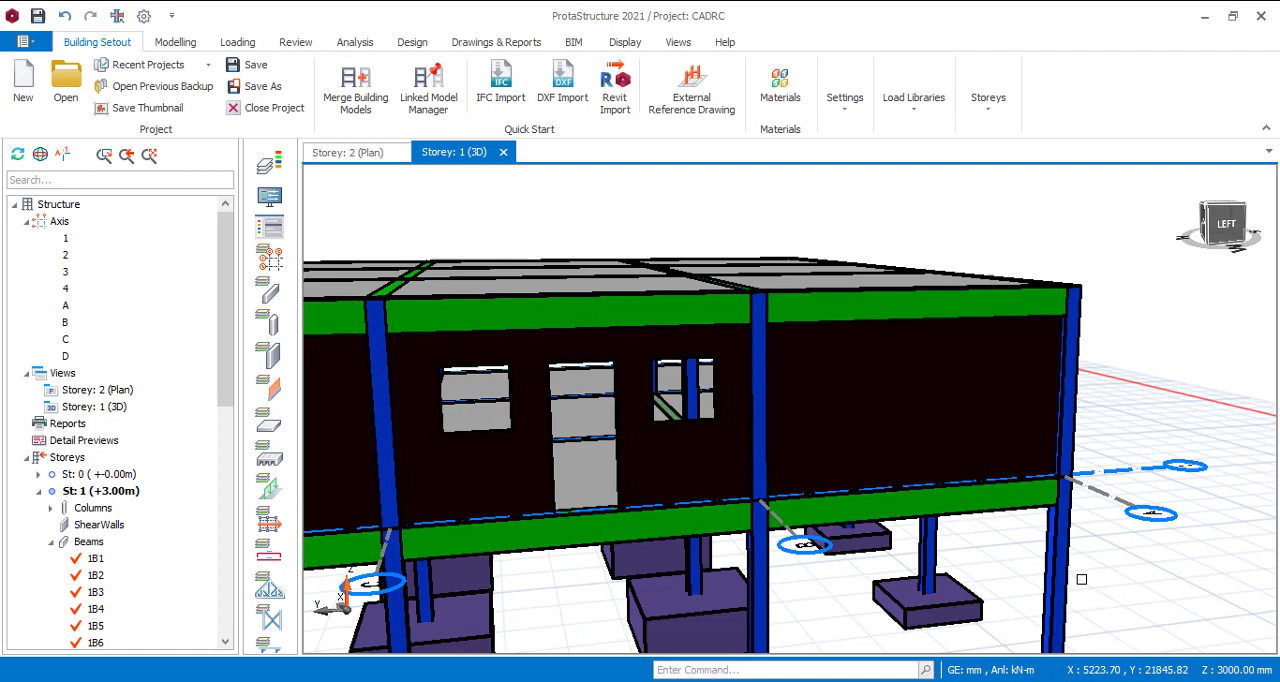 ProtaStructure 2021 / Project: CADRC
Building Setout Modelling Loading Review Analysis Design Drawings & Reports BIM Display Views Help
New
Open
Recent Projects
Open Previous Backup
Save Thumbnail
Save
Save As
Close Project
Project
Merge Building
Models
Linked Model
Manager
IFC
IFC Import
DXF
DXF Import
Revit
Import
External
Reference Drawing
Quick Start
Materials
Materials
Settings
Load Libraries
Storeys
Search...
Structure
Axis
1
2
3
4
A
B
C
D
Views
Storey: 2 (Plan)
Storey: 1 (3D)
Reports
Detail Previews
Storeys
St: 0 ( +-0.00m)
St: 1 (+3.00m)
Columns
ShearWalls
Beams
1B1
1B2
1B3
1B4
1B5
1B6
Storey: 2 (Plan)
Storey: 1 (3D)
LEFT
Z
X
Y
Enter Command...
GE: mm , Anl: kN-m
X : 5223.70 , Y : 21845.82
Z : 3000.00 mm